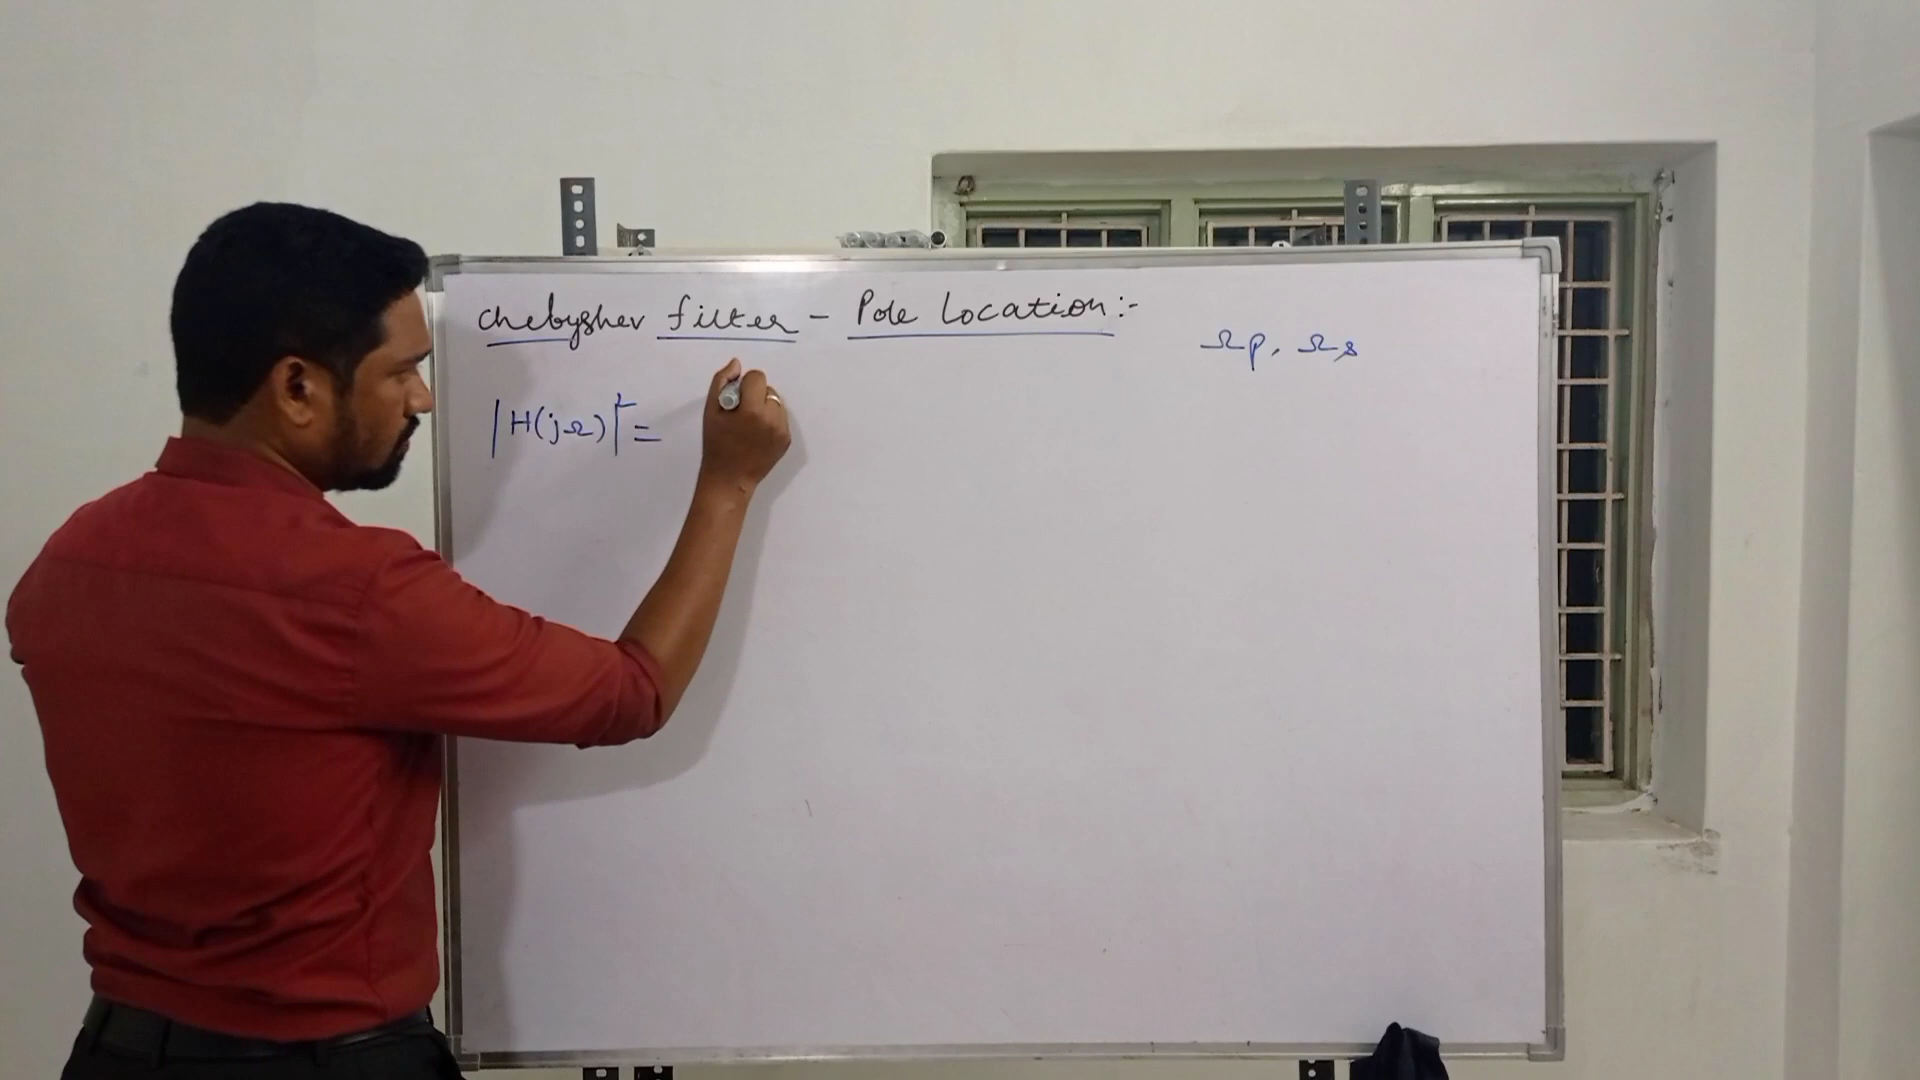 Chebyshev filter - Pole Location :-
Ωp, Ωs
|H(jΩ)|² =